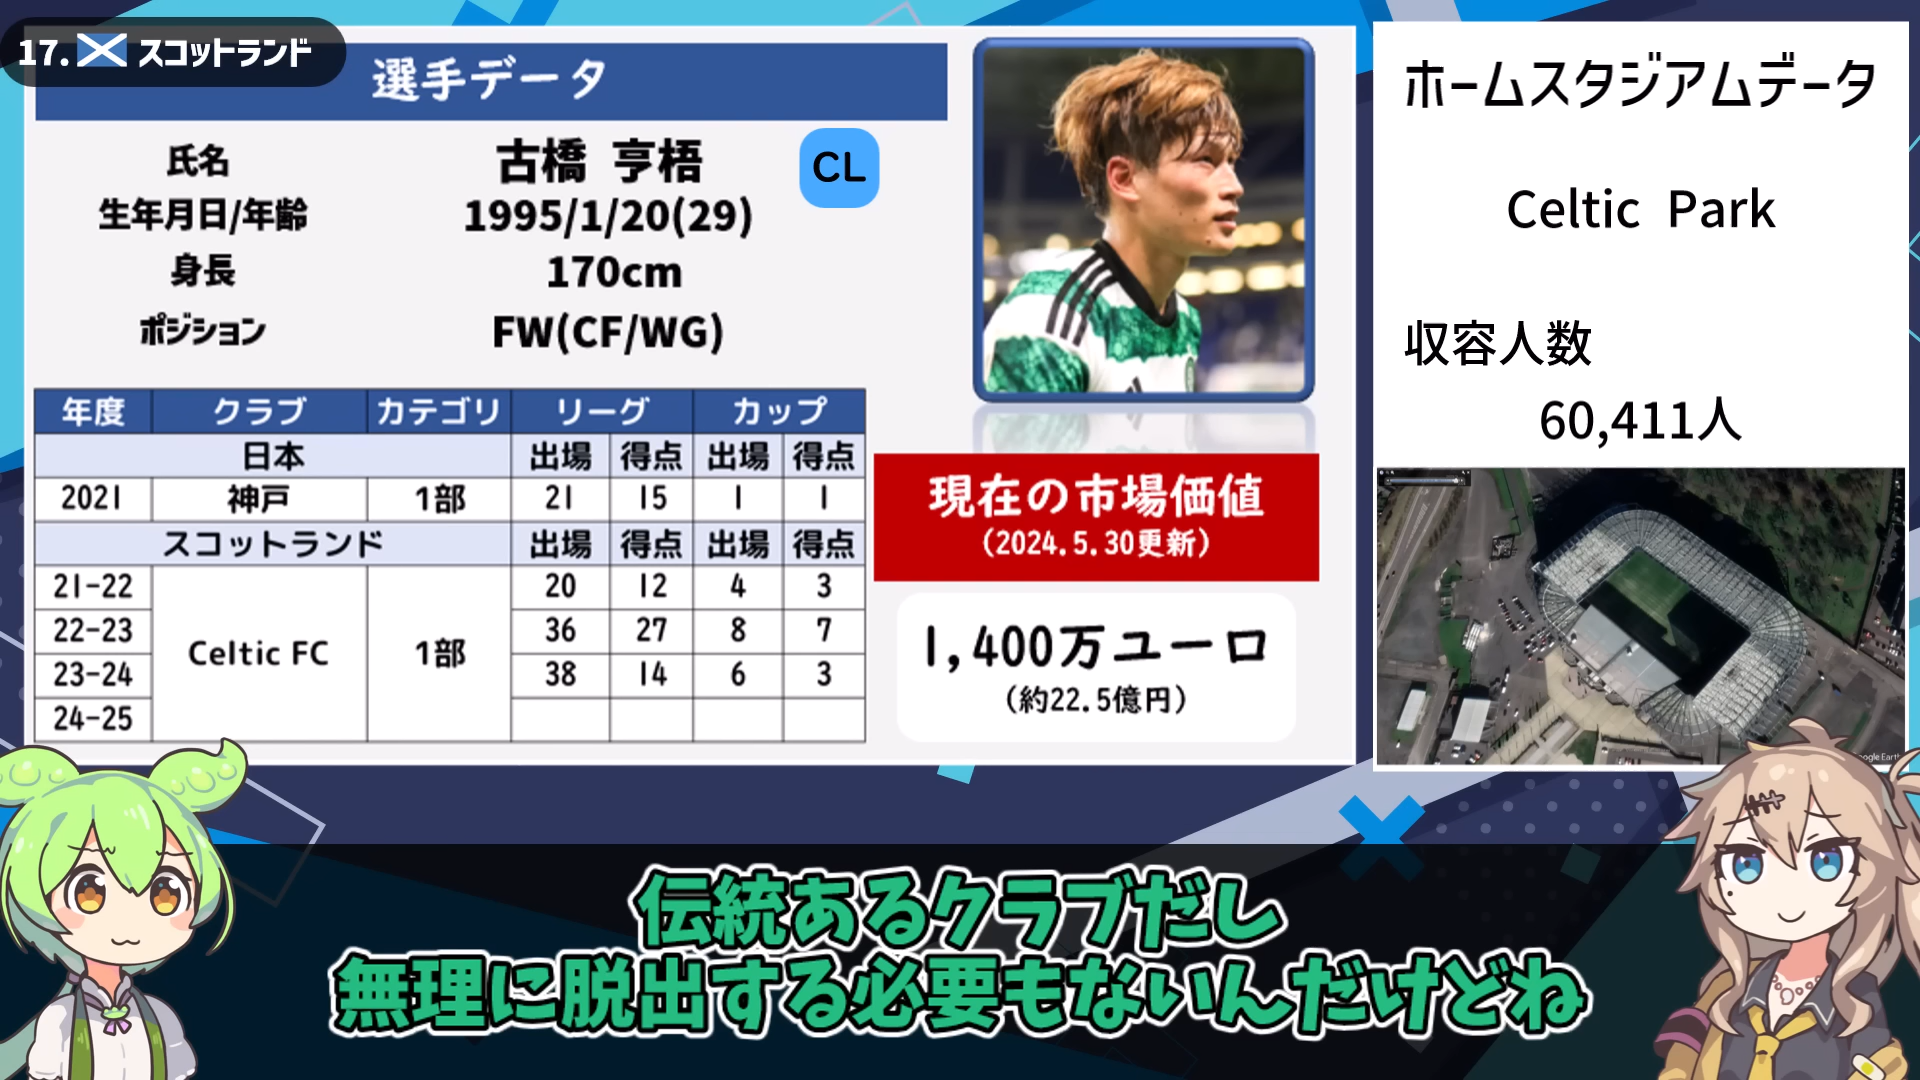 17. スコットランド
選手データ
氏名 古橋 亨梧 CL
生年月日/年齢 1995/1/20(29)
身長 170cm
ポジション FW(CF/WG)
年度 クラブ カテゴリ リーグ カップ
日本 出場 得点 出場 得点
2021 神戸 1部 21 15 1 1
スコットランド 出場 得点 出場 得点
21-22 20 12 4 3
22-23 Celtic FC 1部 36 27 8 7
23-24 38 14 6 3
24-25
現在の市場価値
(2024.5.30更新)
1,400万ユーロ
(約22.5億円)
ホームスタジアムデータ
Celtic Park
収容人数
60,411人
伝統あるクラブだし
無理に脱出する必要もないんだけどね